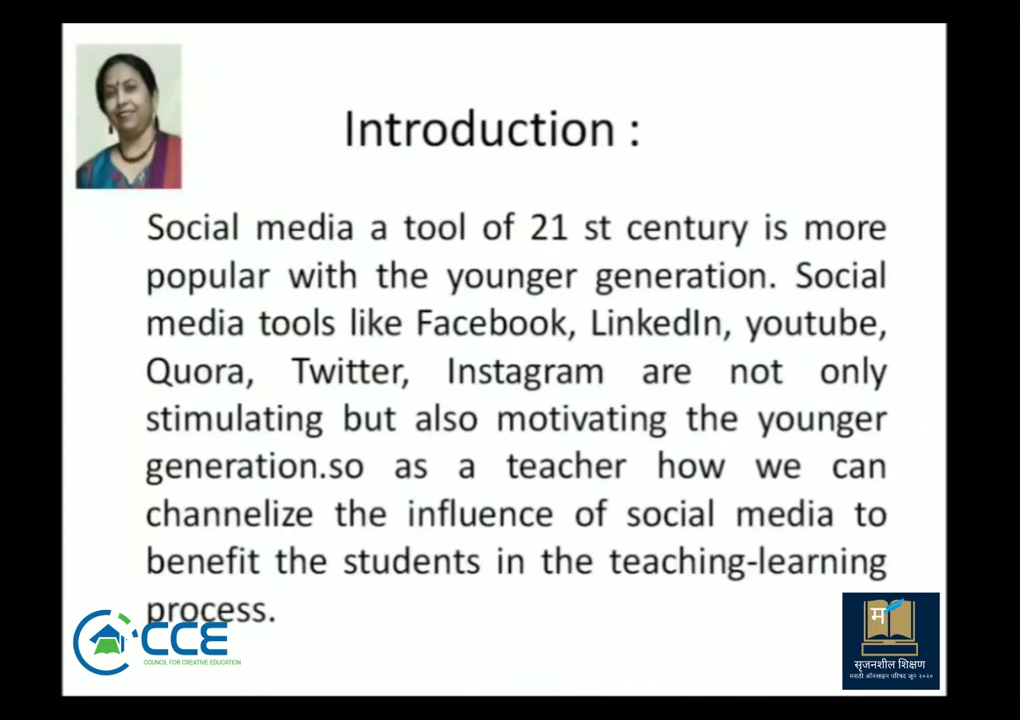 Introduction :
Social media a tool of 21 st century is more
popular with the younger generation. Social
media tools like Facebook, LinkedIn, youtube,
Quora, Twitter, Instagram are not only
stimulating but also motivating the younger
generation.so as a teacher how we can
channelize the influence of social media to
benefit the students in the teaching-learning
process.
CCE
COUNCIL FOR CREATIVE EDUCATION
म
सृजनशील शिक्षण
मराठी ऑनलाइन परिषद जून २०२०